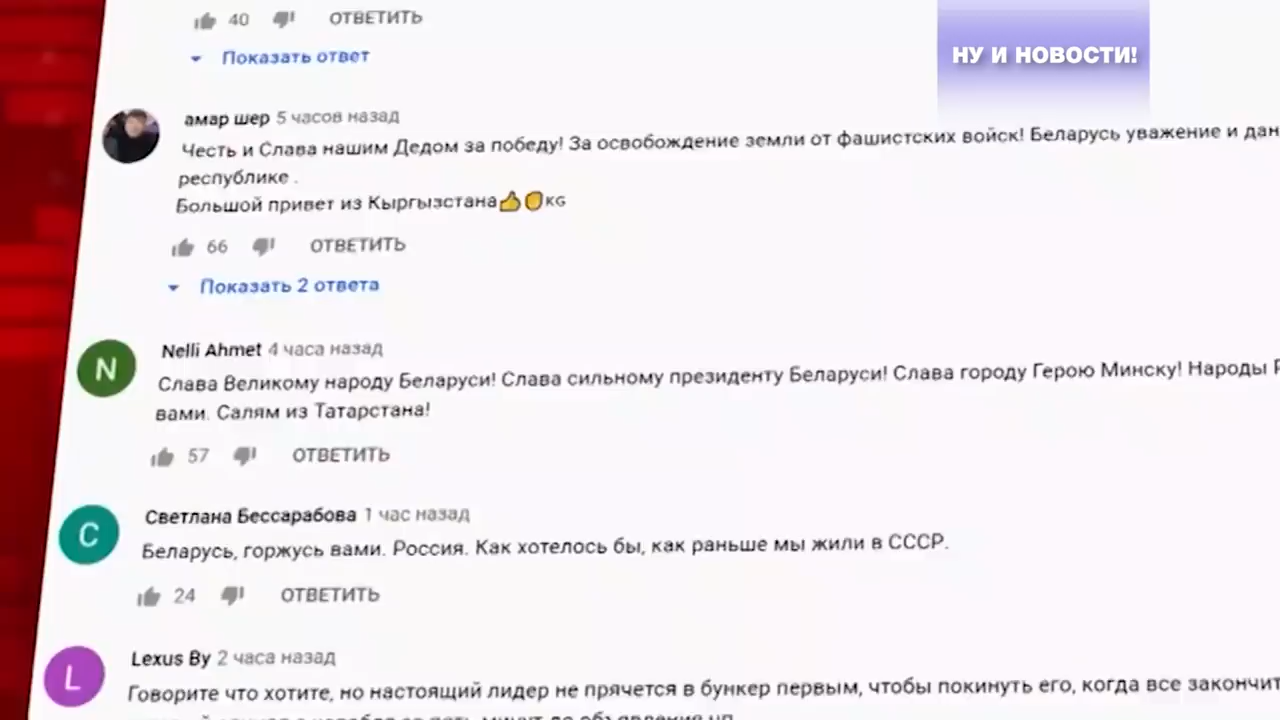 40 ОТВЕТИТЬ
НУ И НОВОСТИ!
Показать ответ
амар шер 5 часов назад
Честь и Слава нашим Дедом за победу! За освобождение земли от фашистских войск! Беларусь уважение и дан
республике .
Большой привет из Кыргызстана👍✊KG
66 ОТВЕТИТЬ
Показать 2 ответа
N
Nelli Ahmet 4 часа назад
Слава Великому народу Беларуси! Слава сильному президенту Беларуси! Слава городу Герою Минску! Народы
вами. Салям из Татарстана!
57 ОТВЕТИТЬ
С
Светлана Бессарабова 1 час назад
Беларусь, горжусь вами. Россия. Как хотелось бы, как раньше мы жили в СССР.
24 ОТВЕТИТЬ
L
Lexus By 2 часа назад
Говорите что хотите, но настоящий лидер не прячется в бункер первым, чтобы покинуть его, когда все закончит